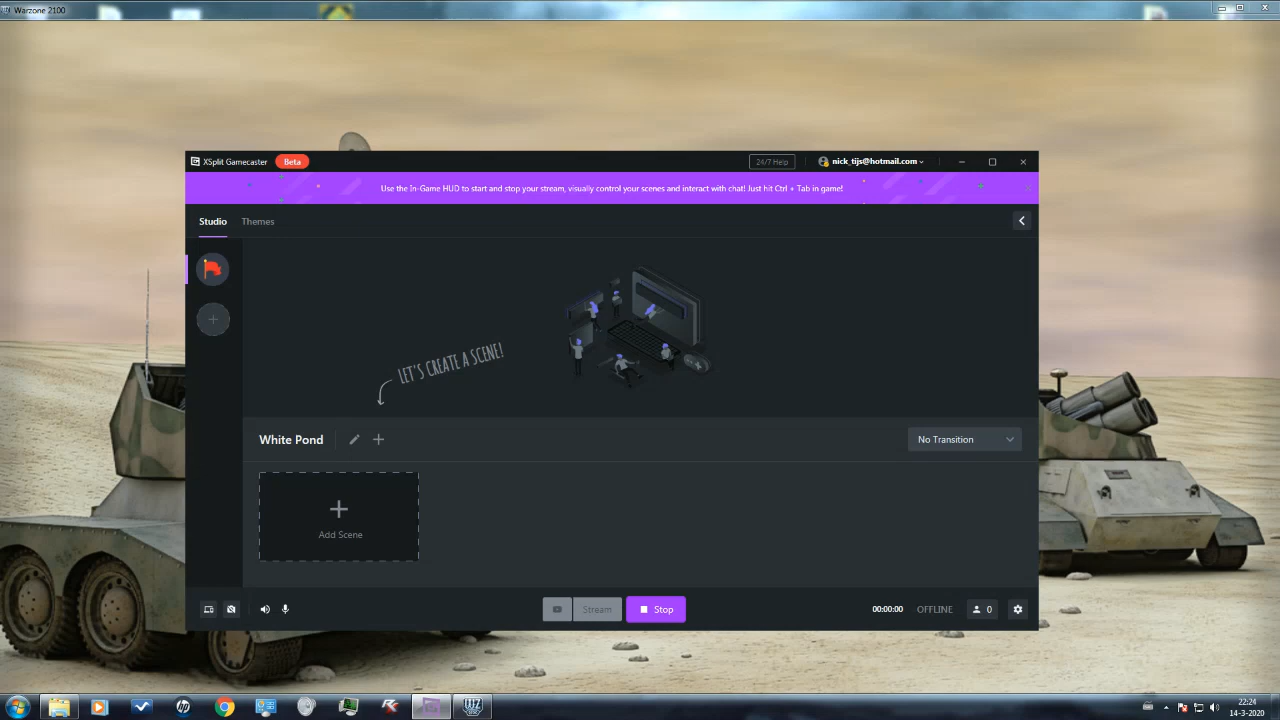 Warzone 2100
XSplit Gamecaster
Beta
24/7 Help
nick_tijs@hotmail.com
Use the In-Game HUD to start and stop your stream, visually control your scenes and interact with chat! Just hit Ctrl + Tab in game!
Studio
Themes
LET'S CREATE A SCENE!
White Pond
No Transition
Add Scene
Stream
Stop
00:00:00
OFFLINE
0
22:24
14-3-2020